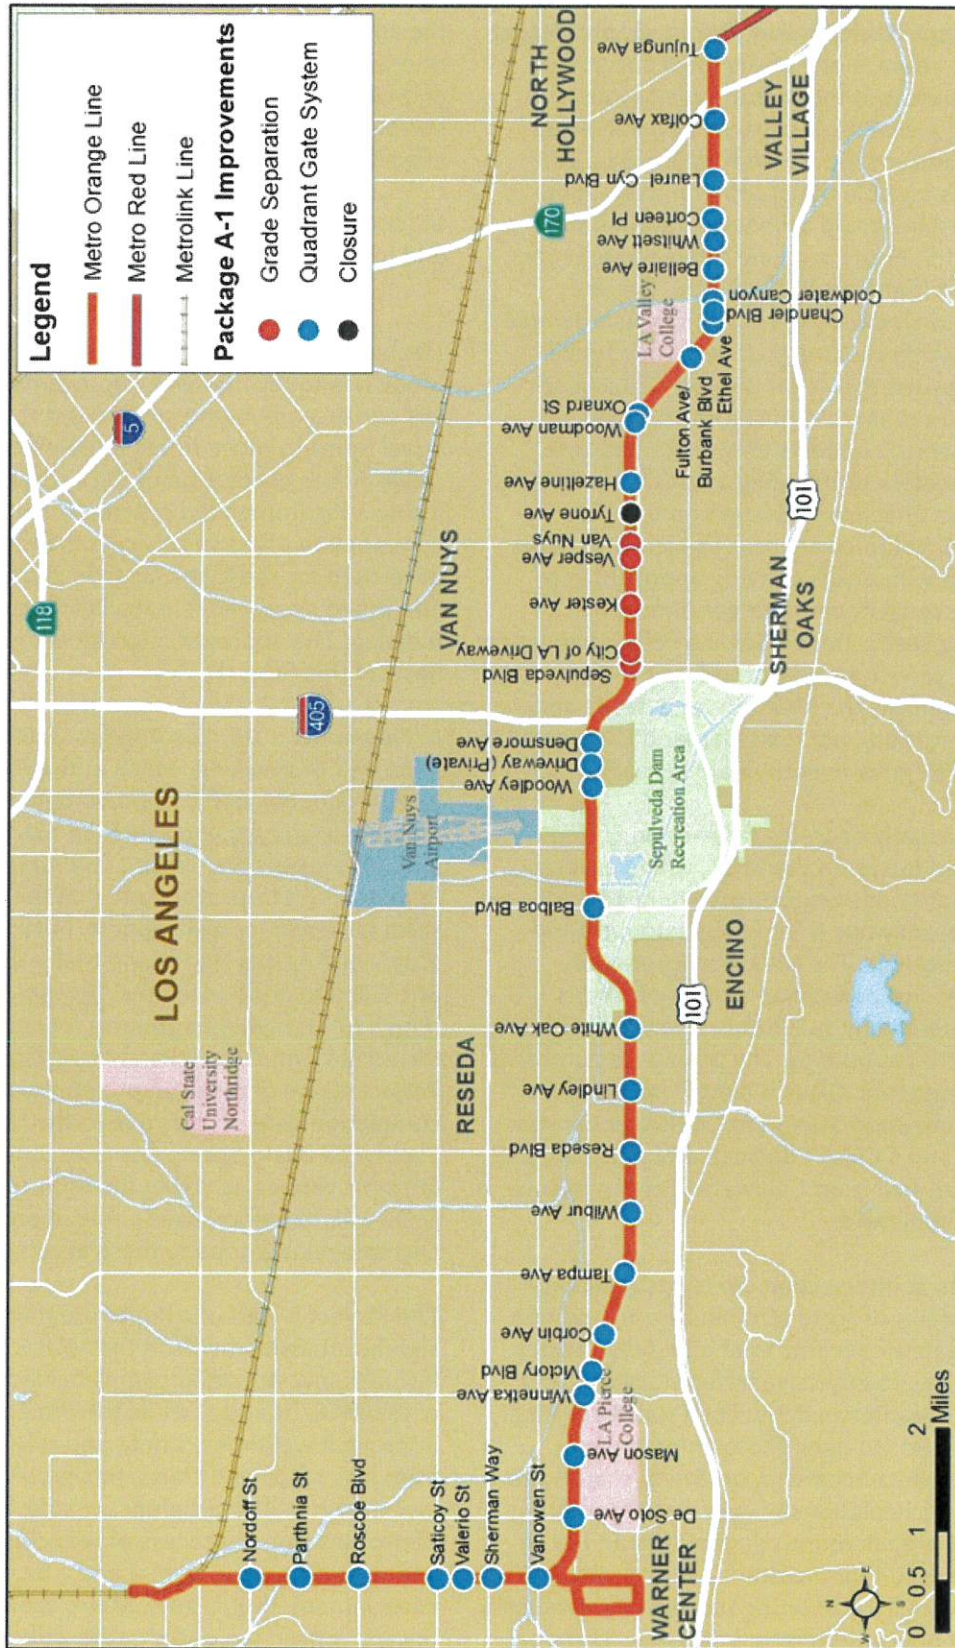 Legend
Metro Orange Line
Metro Red Line
Metrolink Line
Package A-1 Improvements
Grade Separation
Quadrant Gate System
Closure
LOS ANGELES
Cal State
University
Northridge
118
5
405
170
VAN NUYS
NORTH
HOLLYWOOD
RESEDA
Van Nuys
Airport
Nordoff St
Parthnia St
Roscoe Blvd
Saticoy St
Valerio St
Sherman Way
Vanowen St
De Soto Ave
Mason Ave
Winnetka Ave
Victory Blvd
Corbin Ave
Tampa Ave
Wilbur Ave
Reseda Blvd
Lindley Ave
White Oak Ave
Balboa Blvd
Woodley Ave
Driveway (Private)
Densmore Ave
Sepulveda Blvd
City of LA Driveway
Kester Ave
Vesper Ave
Van Nuys
Tyrone Ave
Hazeltine Ave
Woodman Ave
Oxnard St
Fulton Ave/
Burbank Blvd
Ethel Ave
Chandler Blvd
Coldwater Canyon
Bellaire Ave
Whitsett Ave
Corteen Pl
Laurel Cyn Blvd
Colfax Ave
Tujunga Ave
LA Pierce
College
LA Valley
College
Sepulveda Dam
Recreation Area
WARNER
CENTER
ENCINO
101
SHERMAN
OAKS
101
VALLEY
VILLAGE
N
E
S
W
0 0.5 1 2
Miles